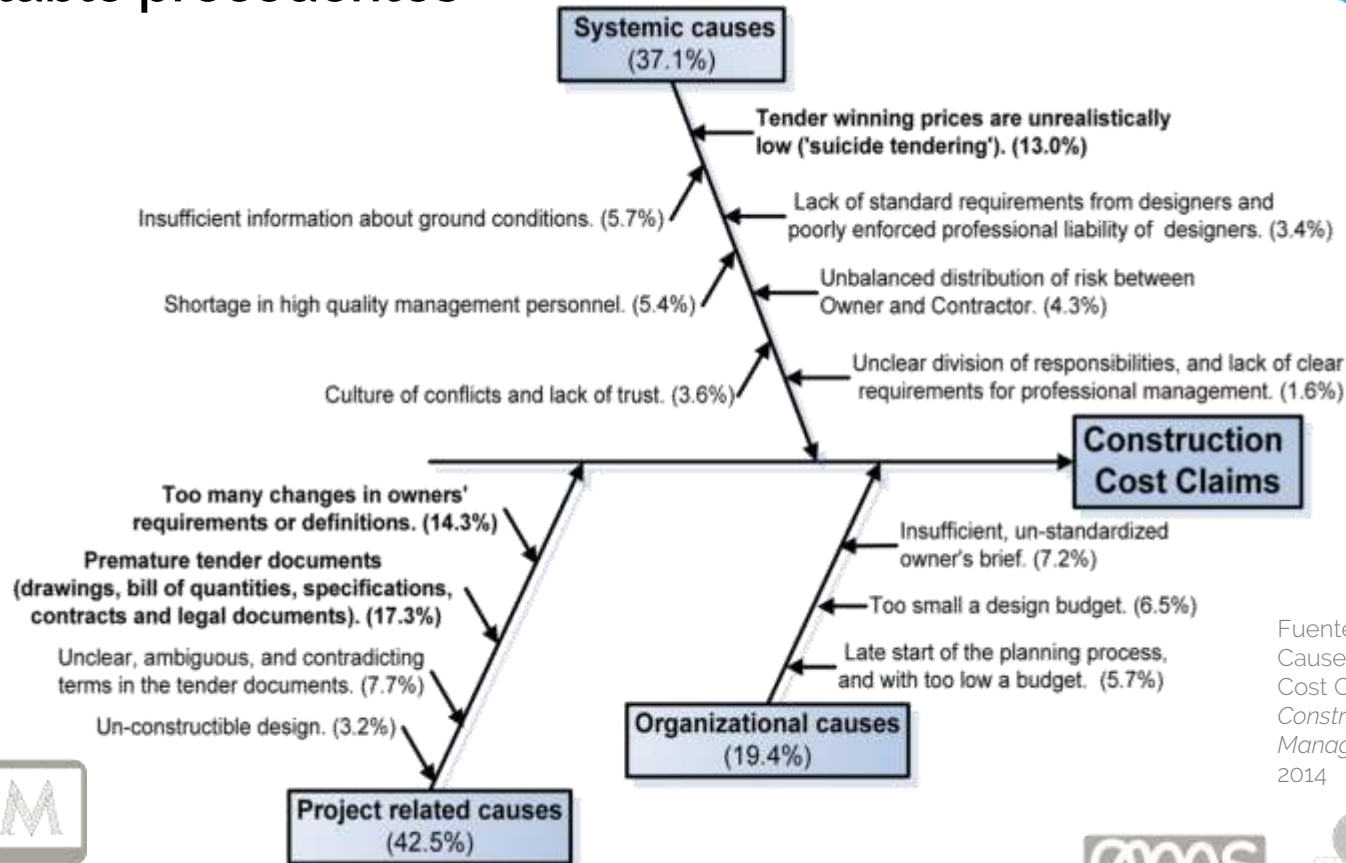 Systemic causes
(37.1%)
Tender winning prices are unrealistically
low ('suicide tendering'). (13.0%)
Insufficient information about ground conditions. (5.7%)
Lack of standard requirements from designers and
poorly enforced professional liability of designers. (3.4%)
Shortage in high quality management personnel. (5.4%)
Unbalanced distribution of risk between
Owner and Contractor. (4.3%)
Culture of conflicts and lack of trust. (3.6%)
Unclear division of responsibilities, and lack of clear
requirements for professional management. (1.6%)
Construction
Cost Claims
Too many changes in owners'
requirements or definitions. (14.3%)
Premature tender documents
(drawings, bill of quantities, specifications,
contracts and legal documents). (17.3%)
Unclear, ambiguous, and contradicting
terms in the tender documents. (7.7%)
Un-constructible design. (3.2%)
Project related causes
(42.5%)
Insufficient, un-standardized
owner's brief. (7.2%)
Too small a design budget. (6.5%)
Late start of the planning process,
and with too low a budget. (5.7%)
Organizational causes
(19.4%)
Fuente
Cause
Cost C
Constr
Manag
2014
M